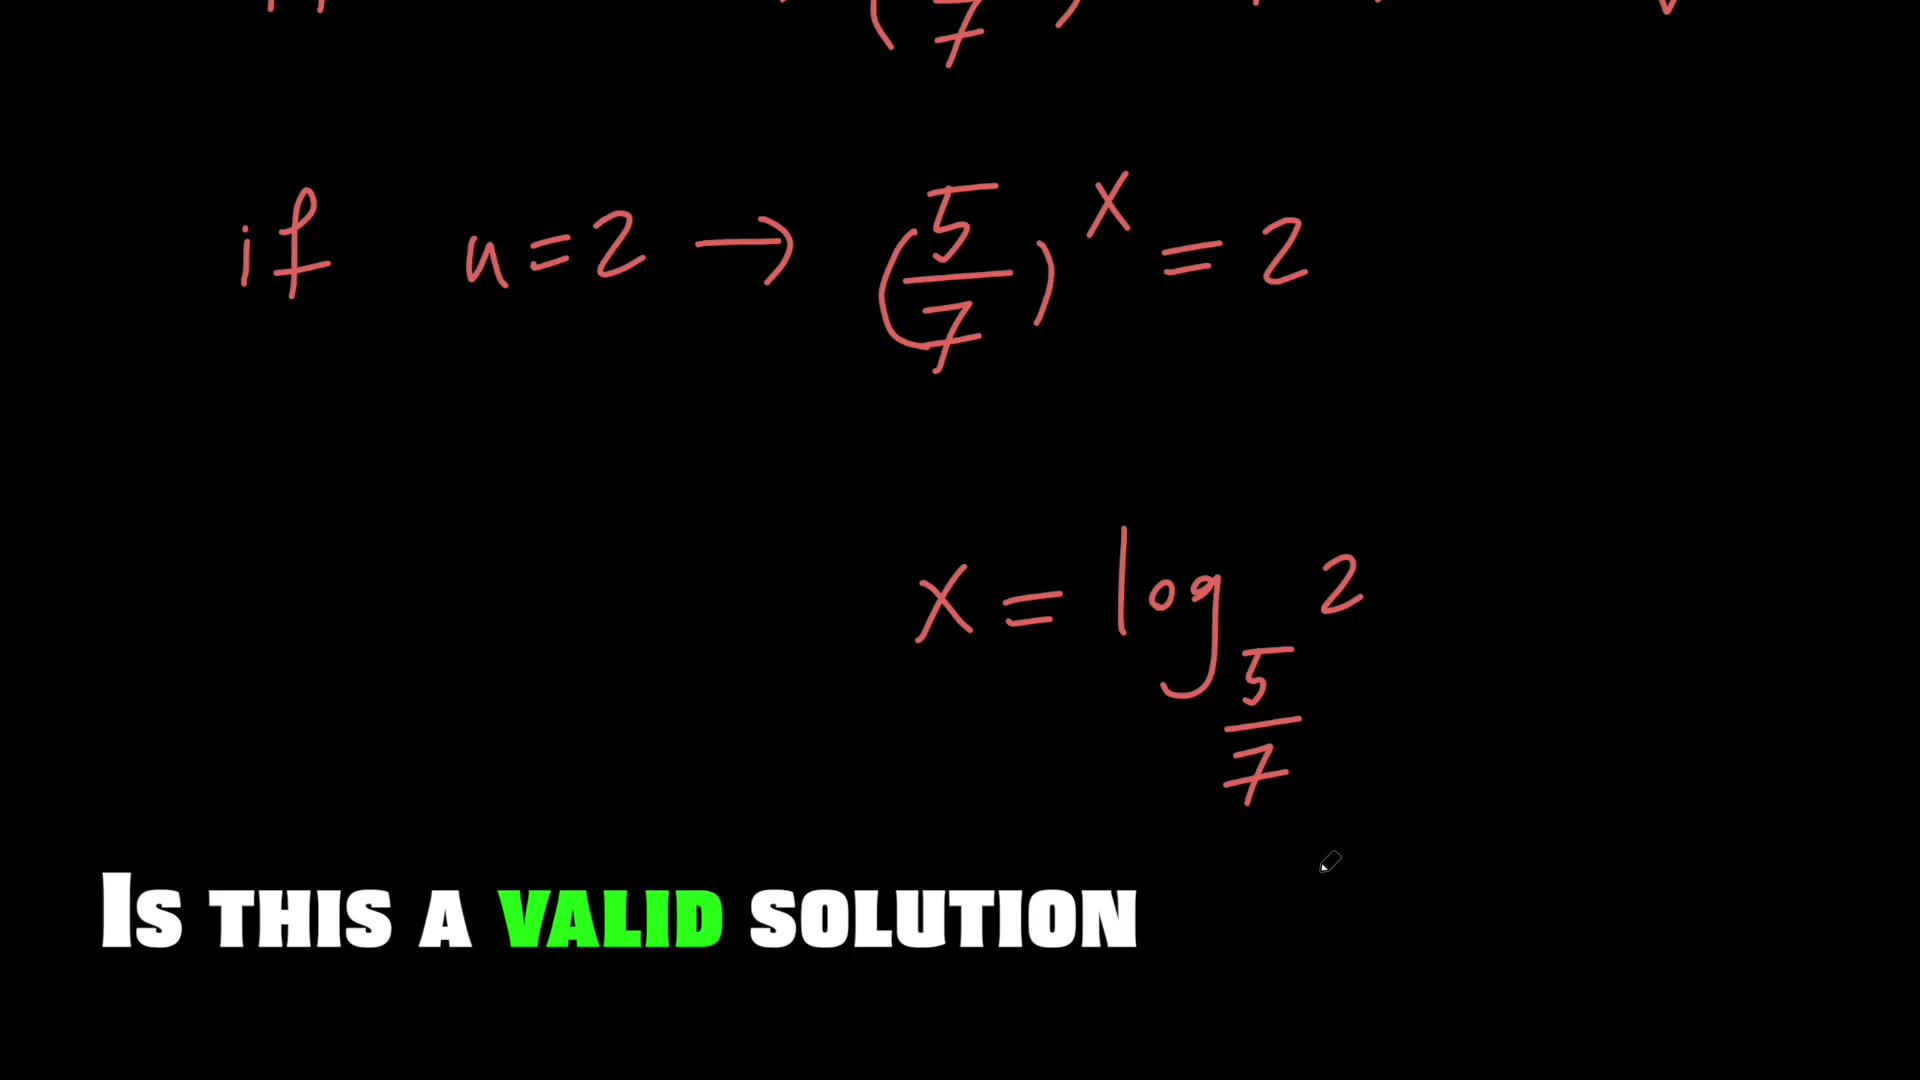 if u=2 → (5/7)^x = 2
x = log_{5/7} 2
Is this a valid solution